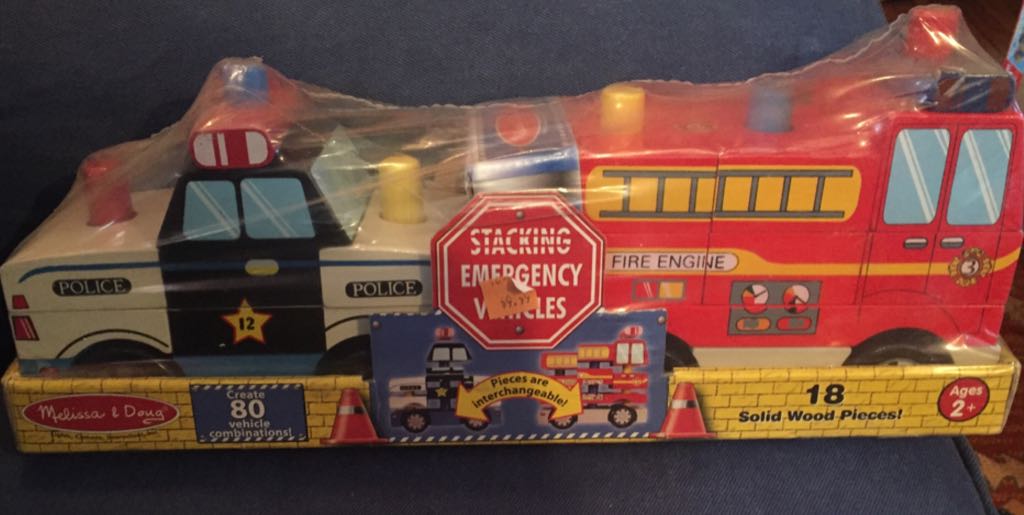 POLICE
12
POLICE
STACKING
EMERGENCY
VEHICLES
FIRE ENGINE
3
Melissa & Doug
Create
80
vehicle
combinations!
Pieces are
interchangeable!
18
Solid Wood Pieces!
Ages
2+